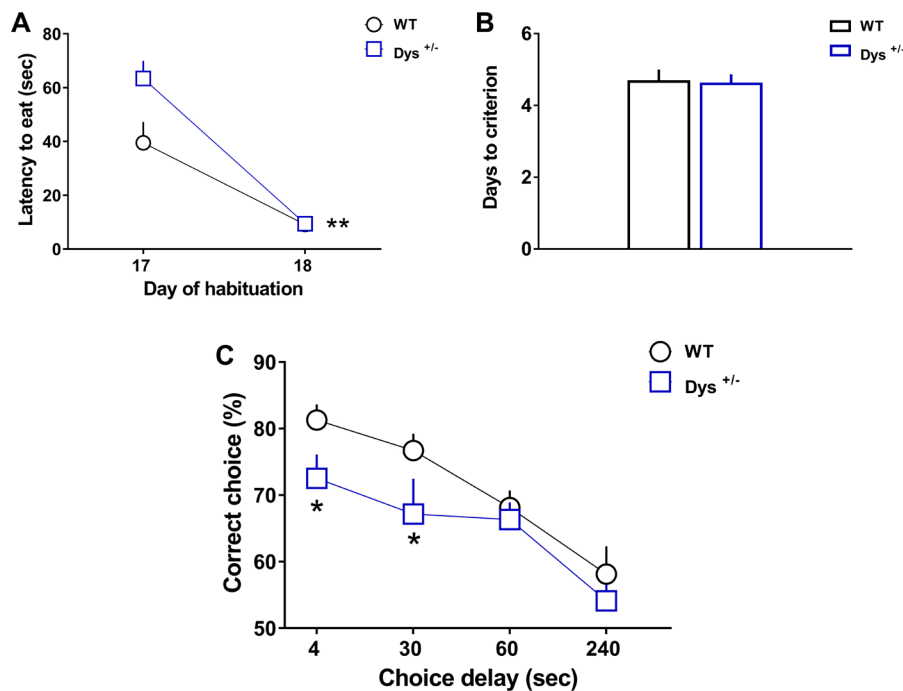 A
WT
Dys +/-
80
60
40
20
0
Latency to eat (sec)
**
17 18
Day of habituation
B
WT
Dys +/-
6
4
2
0
Days to criterion
C
WT
Dys +/-
90
80
70
60
50
Correct choice (%)
*
*
4 30 60 240
Choice delay (sec)